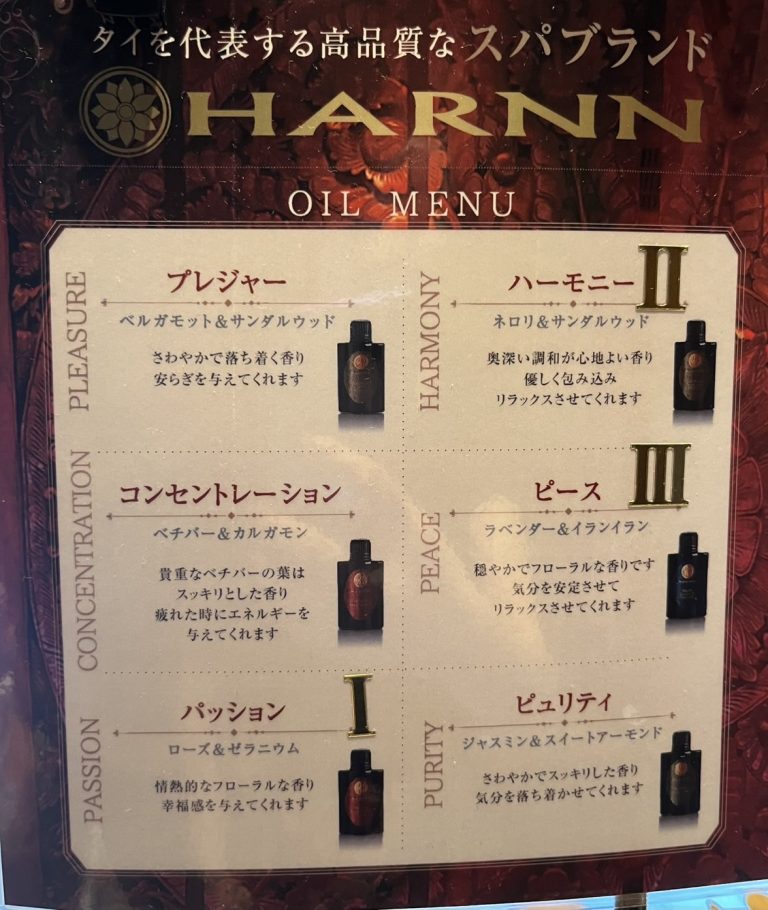 タイを代表する高品質なスパブランド
HARNN
OIL MENU
PLEASURE
プレジャー
ベルガモット＆サンダルウッド
さわやかで落ち着く香り
安らぎを与えてくれます
HARMONY
ハーモニー
II
ネロリ＆サンダルウッド
奥深い調和が心地よい香り
優しく包み込み
リラックスさせてくれます
CONCENTRATION
コンセントレーション
ベチバー＆カルガモン
貴重なベチバーの葉は
スッキリとした香り
疲れた時にエネルギーを
与えてくれます
PEACE
ピース
III
ラベンダー＆イランイラン
穏やかでフローラルな香りです
気分を安定させて
リラックスさせてくれます
PASSION
パッション
I
ローズ＆ゼラニウム
情熱的なフローラルな香り
幸福感を与えてくれます
PURITY
ピュリティ
ジャスミン＆スイートアーモンド
さわやかでスッキリした香り
気分を落ち着かせてくれます